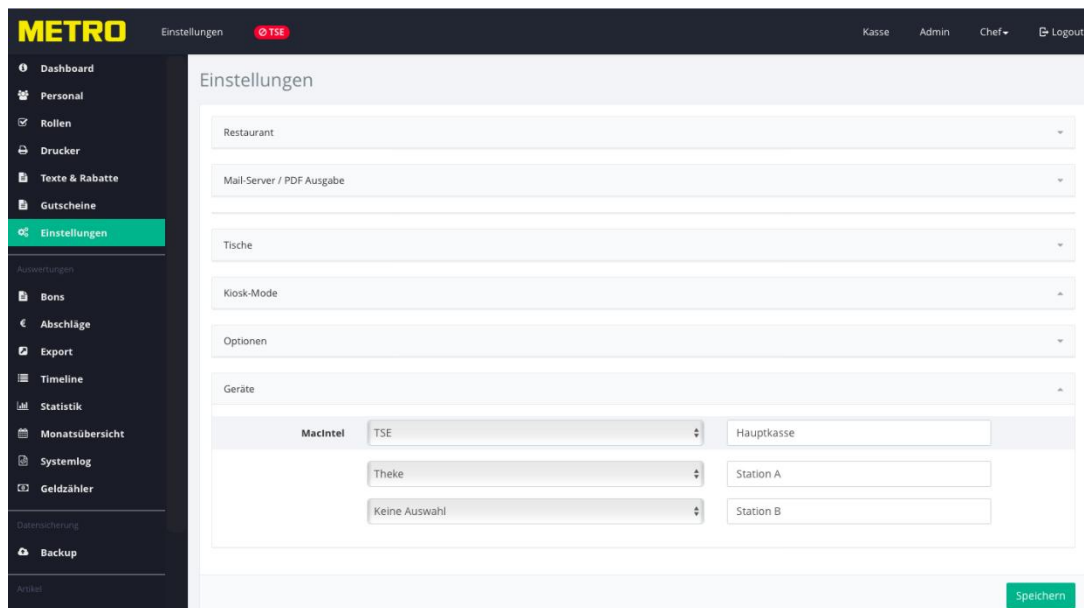 METRO
Einstellungen
TSE
Kasse
Admin
Chef
Logout
Dashboard
Personal
Rollen
Drucker
Texte & Rabatte
Gutscheine
Einstellungen
Auswertungen
Bons
Abschläge
Export
Timeline
Statistik
Monatsübersicht
Systemlog
Geldzähler
Datensicherung
Backup
Artikel
Einstellungen
Restaurant
Mail-Server / PDF Ausgabe
Tische
Kiosk-Mode
Optionen
Geräte
MacIntel TSE Hauptkasse
Theke Station A
Keine Auswahl Station B
Speichern